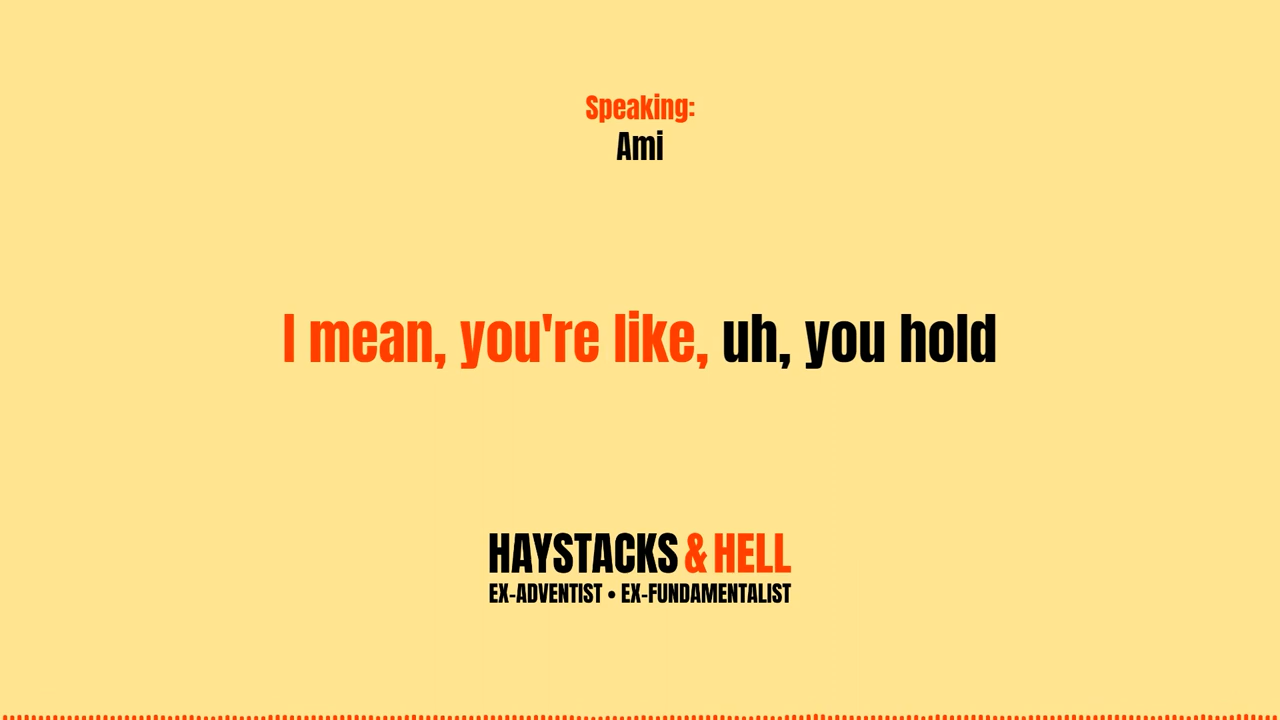 Speaking:
Ami
I mean, you're like, uh, you hold
HAYSTACKS & HELL
EX-ADVENTIST • EX-FUNDAMENTALIST